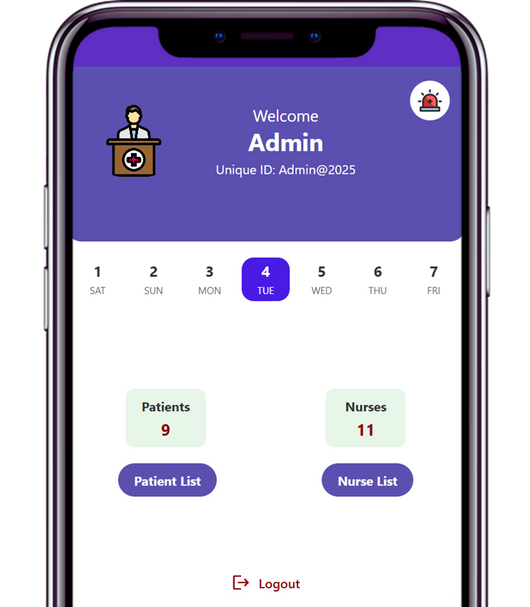 Welcome
Admin
Unique ID: Admin@2025
1 2 3 4 5 6 7
SAT SUN MON TUE WED THU FRI
Patients Nurses
9 11
Patient List Nurse List
Logout